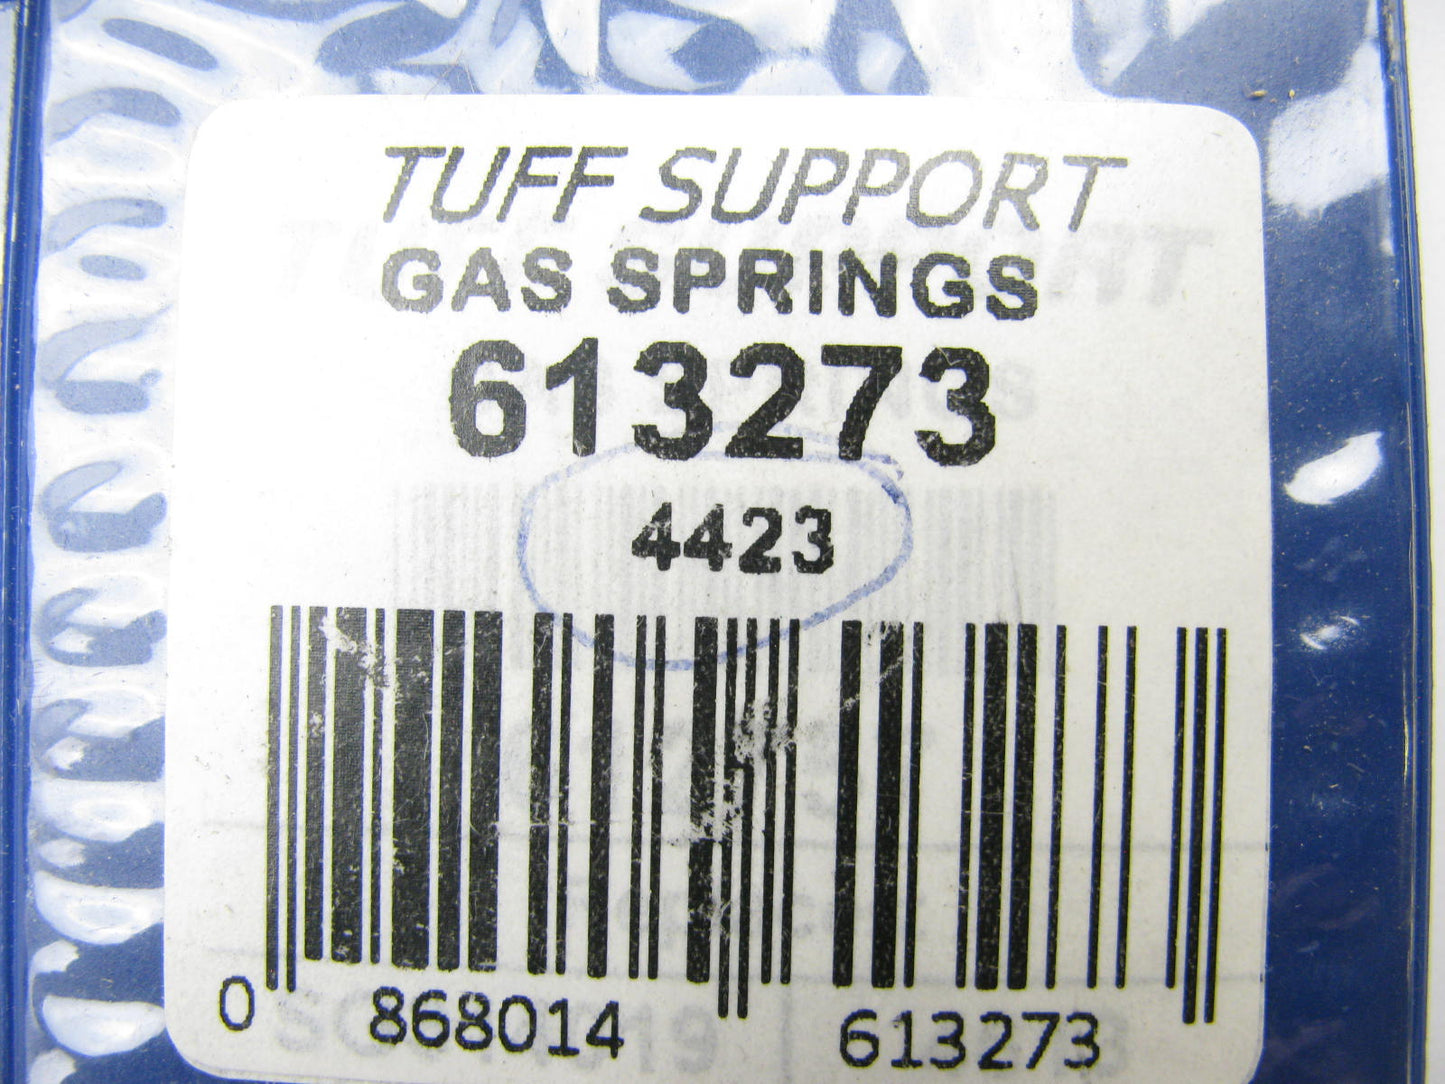 TUFF SUPPORT
GAS SPRINGS
613273
4423
0 868014 613273